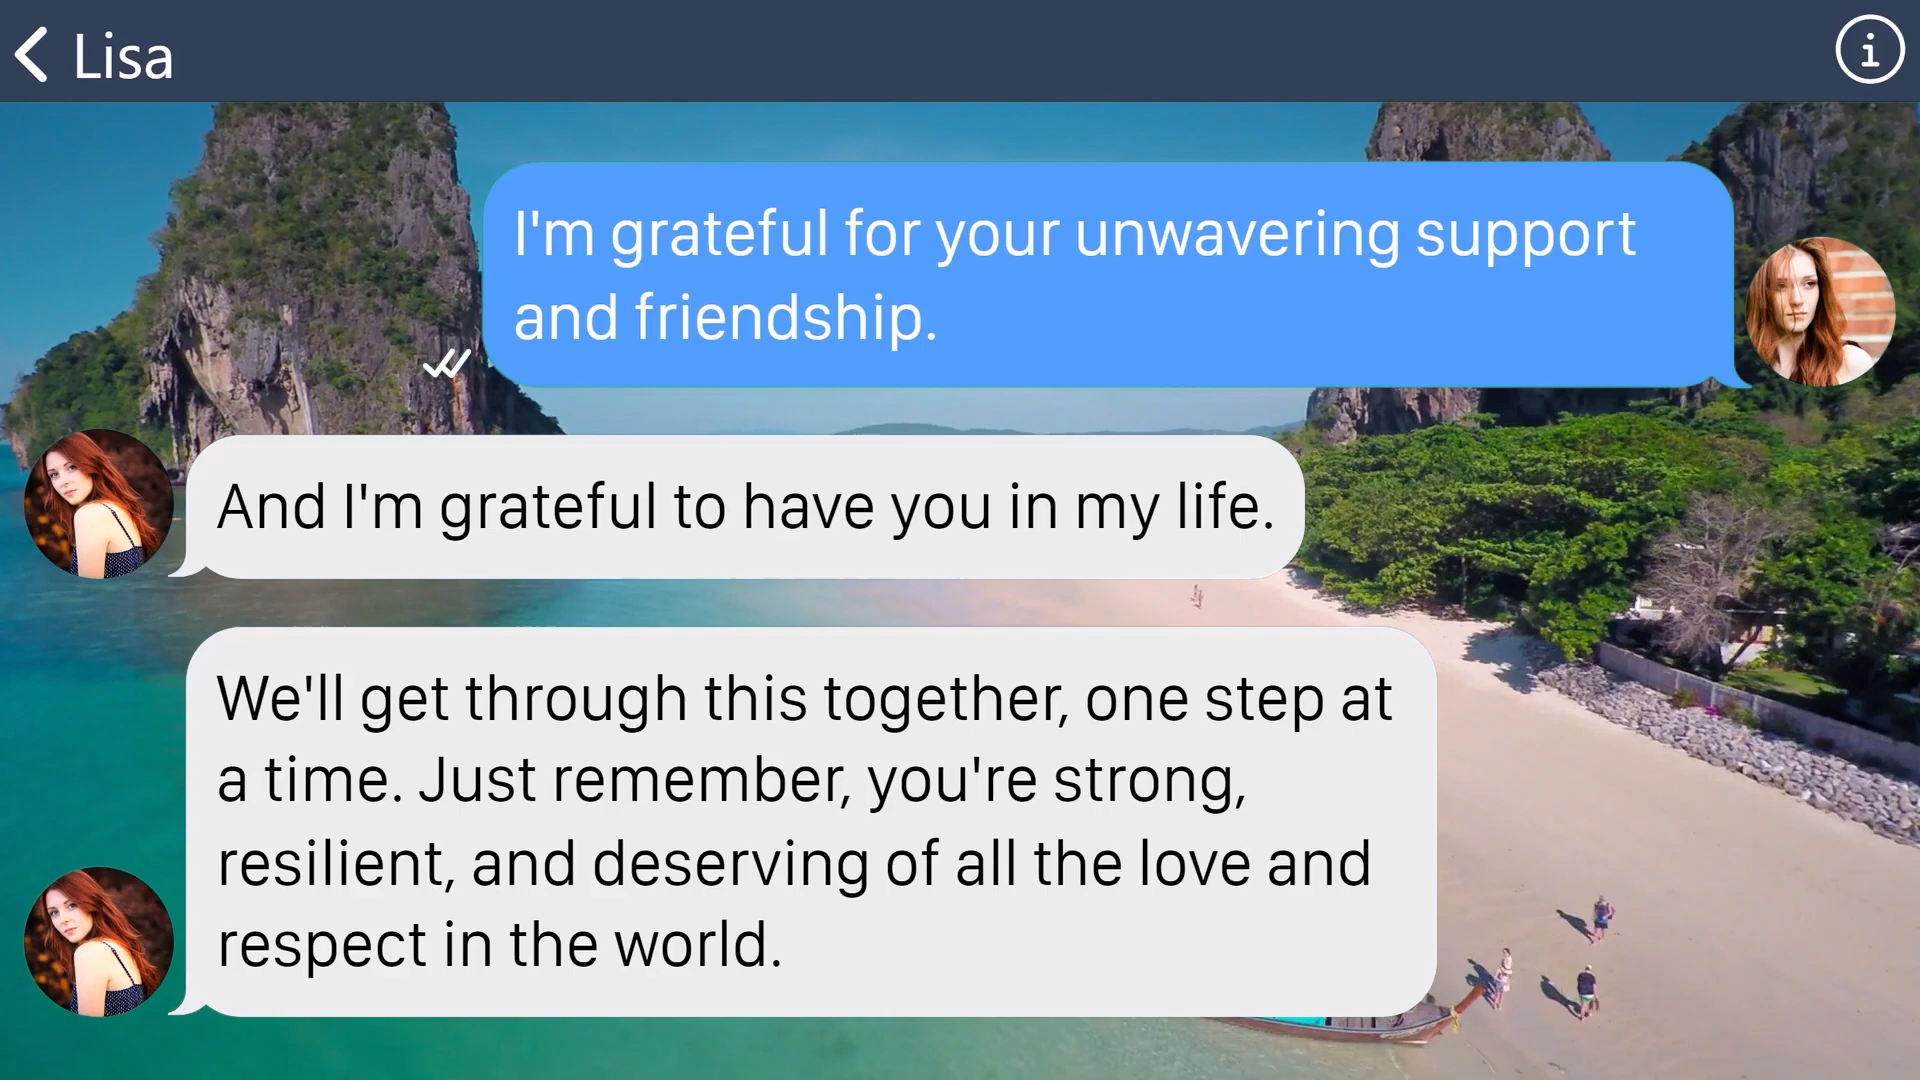 Lisa
I'm grateful for your unwavering support
and friendship.
And I'm grateful to have you in my life.
We'll get through this together, one step at
a time. Just remember, you're strong,
resilient, and deserving of all the love and
respect in the world.